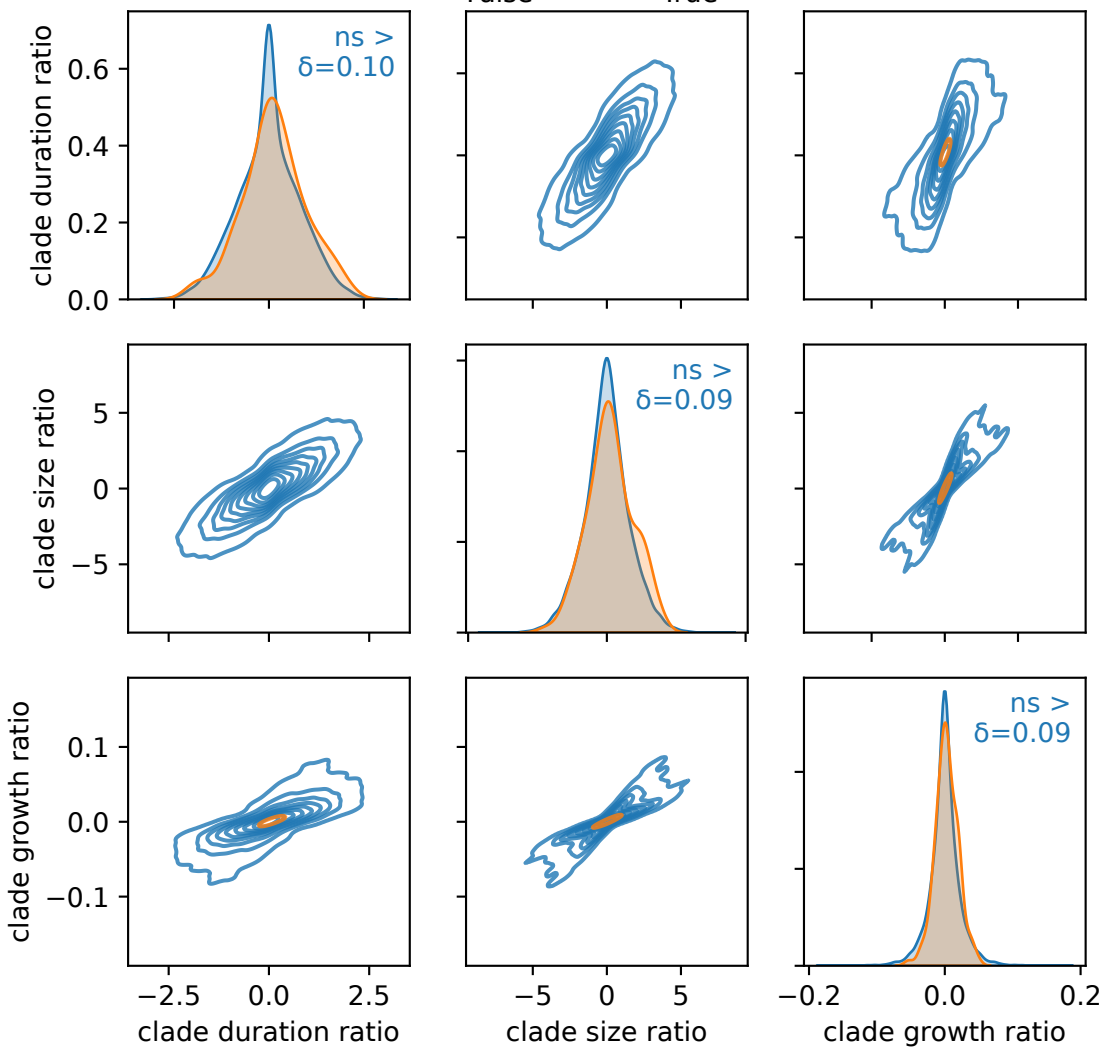 clade duration ratio
0.6
0.4
0.2
0.0
ns >
δ=0.10
clade size ratio
5
0
−5
ns >
δ=0.09
clade growth ratio
0.1
0.0
−0.1
ns >
δ=0.09
−2.5 0.0 2.5
−5 0 5
−0.2 0.0 0.2
clade duration ratio
clade size ratio
clade growth ratio